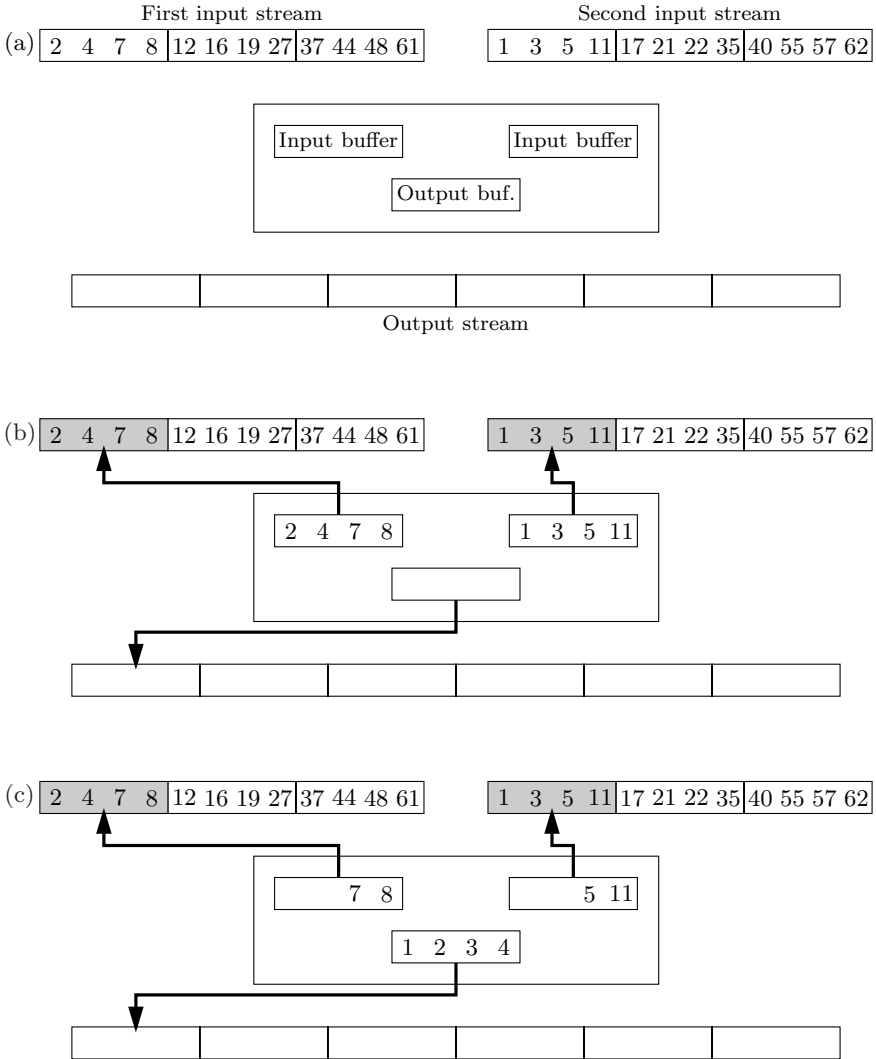 First input stream Second input stream
(a) 2 4 7 8 12 16 19 27 37 44 48 61 1 3 5 11 17 21 22 35 40 55 57 62
Input buffer Input buffer
Output buf.
Output stream
(b) 2 4 7 8 12 16 19 27 37 44 48 61 1 3 5 11 17 21 22 35 40 55 57 62
2 4 7 8 1 3 5 11
(c) 2 4 7 8 12 16 19 27 37 44 48 61 1 3 5 11 17 21 22 35 40 55 57 62
7 8 5 11
1 2 3 4